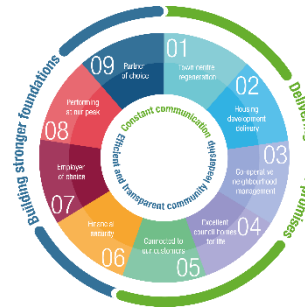 Building stronger foundations
promises
Constant communication
Efficient and transparent community leadership
01
Town centre
regeneration
02
Housing
development
delivery
03
Co-operative
neighbourhood
management
04
Excellent
council homes
for life
05
Connected to
our customers
06
Financial
security
07
Employer
of choice
08
Performing
at our peak
09
Partner
of choice